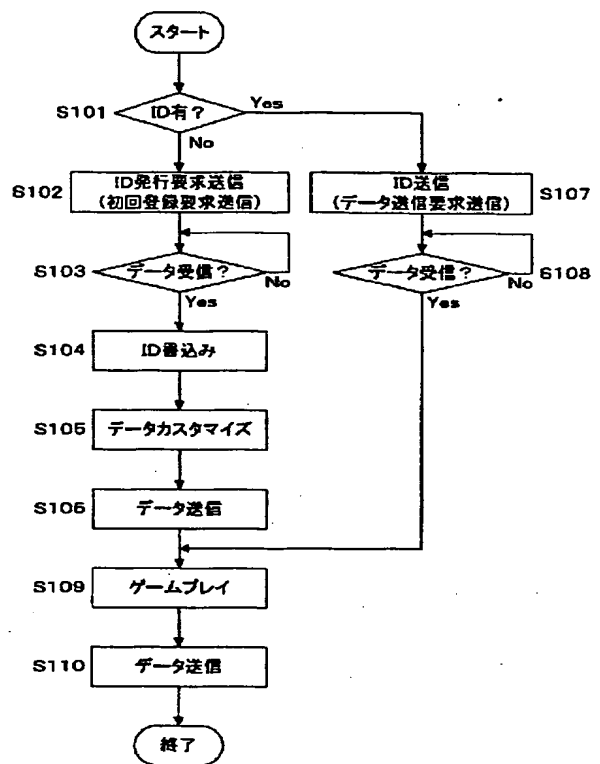 スタート
S101
ID有?
Yes
No
S102
ID発行要求送信
(初回登録要求送信)
ID送信
(データ送信要求送信)
S107
S103
データ受信?
No
Yes
データ受信?
No
S108
Yes
S104
ID書込み
S105
データカスタマイズ
S106
データ送信
S109
ゲームプレイ
S110
データ送信
終了